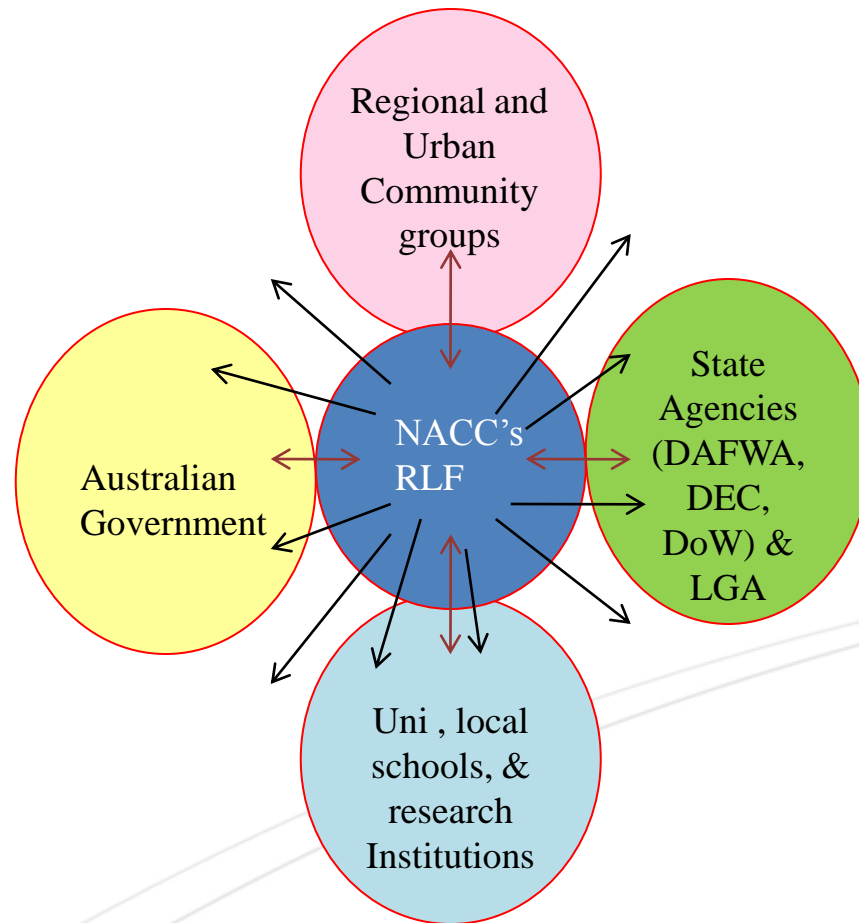 Regional and
Urban
Community
groups
Australian
Government
NACC’s
RLF
State
Agencies
(DAFWA,
DEC,
DoW) &
LGA
Uni , local
schools, &
research
Institutions